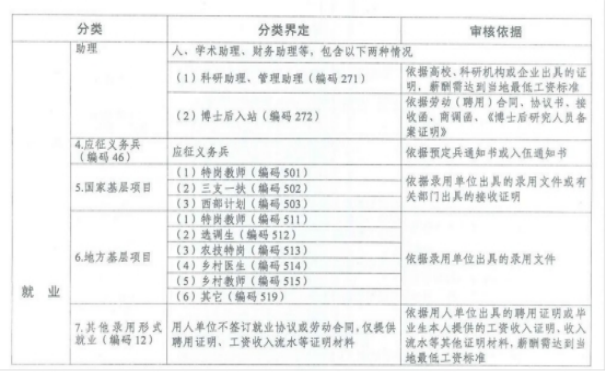 分类
分类界定
审核依据
助理
人、学术助理、财务助理等，包含以下两种情况
（1）科研助理、管理助理（编码271）
依据高校、科研机构或企业出具的证
明，薪酬需达到当地最低工资标准
（2）博士后入站（编码272）
依据劳动（聘用）合同、协议书、接
收函、商调函、《博士后研究人员备
案证明》
4.应征义务兵
（编码46）
应征义务兵
依据预定兵通知书或入伍通知书
5.国家基层项目
（1）特岗教师（编码501）
（2）三支一扶（编码502）
（3）西部计划（编码503）
依据录用单位出具的录用文件或有
关部门出具的接收证明
就 业
6.地方基层项目
（1）特岗教师（编码511）
（2）选调生（编码512）
（3）农技特岗（编码513）
（4）乡村医生（编码514）
（5）乡村教师（编码515）
（6）其它（编码519）
依据录用单位出具的录用文件
7.其他录用形式
就业（编码12）
用人单位不签订就业协议或劳动合同，仅提供
聘用证明、工资收入流水等证明材料
依据用人单位出具的聘用证明或毕
业生本人提供的工资收入证明、收入
流水等其他证明材料，薪酬需达到当
地最低工资标准